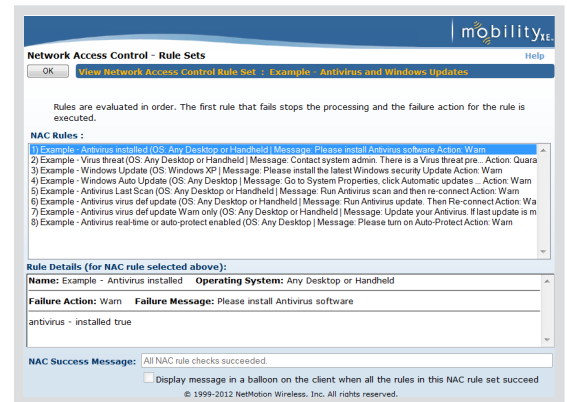 mobilityXE™
Network Access Control - Rule Sets
Help
OK
View Network Access Control Rule Set : Example - Antivirus and Windows Updates
Rules are evaluated in order. The first rule that fails stops the processing and the failure action for the rule is
executed.
NAC Rules :
1) Example - Antivirus installed (OS: Any Desktop or Handheld | Message: Please install Antivirus software Action: Warn
2) Example - Virus threat (OS: Any Desktop or Handheld | Message: Contact system admin. There is a Virus threat pre... Action: Quara
3) Example - Windows Update (OS: Windows XP | Message: Please install the latest Windows security Update Action: Warn
4) Example - Windows Auto Update (OS: Any Desktop | Message: Go to System Properties, click Automatic updates ... Action: Warn
5) Example - Antivirus Last Scan (OS: Any Desktop or Handheld | Message: Run Antivirus scan and then re-connect Action: Warn
6) Example - Antivirus virus def update (OS: Any Desktop or Handheld | Message: Run Antivirus update. Then Re-connect Action: Wa
7) Example - Antivirus virus def update Warn only (OS: Any Desktop or Handheld | Message: Update your Antivirus. If last update is m
8) Example - Antivirus real-time or auto-protect enabled (OS: Any Desktop | Message: Please turn on Auto-Protect Action: Warn
Rule Details (for NAC rule selected above):
Name: Example - Antivirus installed Operating System: Any Desktop or Handheld
Failure Action: Warn Failure Message: Please install Antivirus software
antivirus - installed true
NAC Success Message: All NAC rule checks succeeded.
Display message in a balloon on the client when all the rules in this NAC rule set succeed
© 1999-2012 NetMotion Wireless. Inc. All rights reserved.